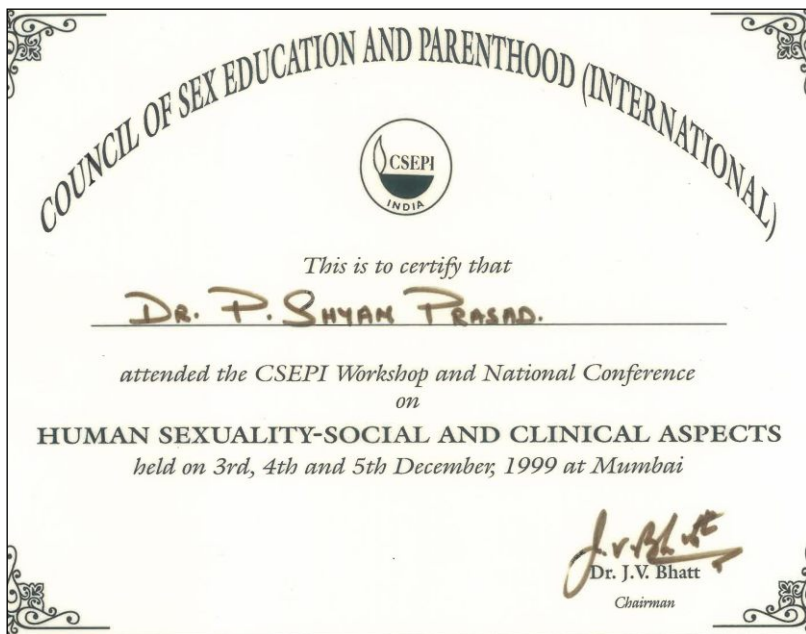 COUNCIL OF SEX EDUCATION AND PARENTHOOD (INTERNATIONAL)
CSEPI
INDIA
This is to certify that
DR. P. SHYAM PRASAD.
attended the CSEPI Workshop and National Conference
on
HUMAN SEXUALITY-SOCIAL AND CLINICAL ASPECTS
held on 3rd, 4th and 5th December, 1999 at Mumbai
J.V. Bhatt
Dr. J.V. Bhatt
Chairman